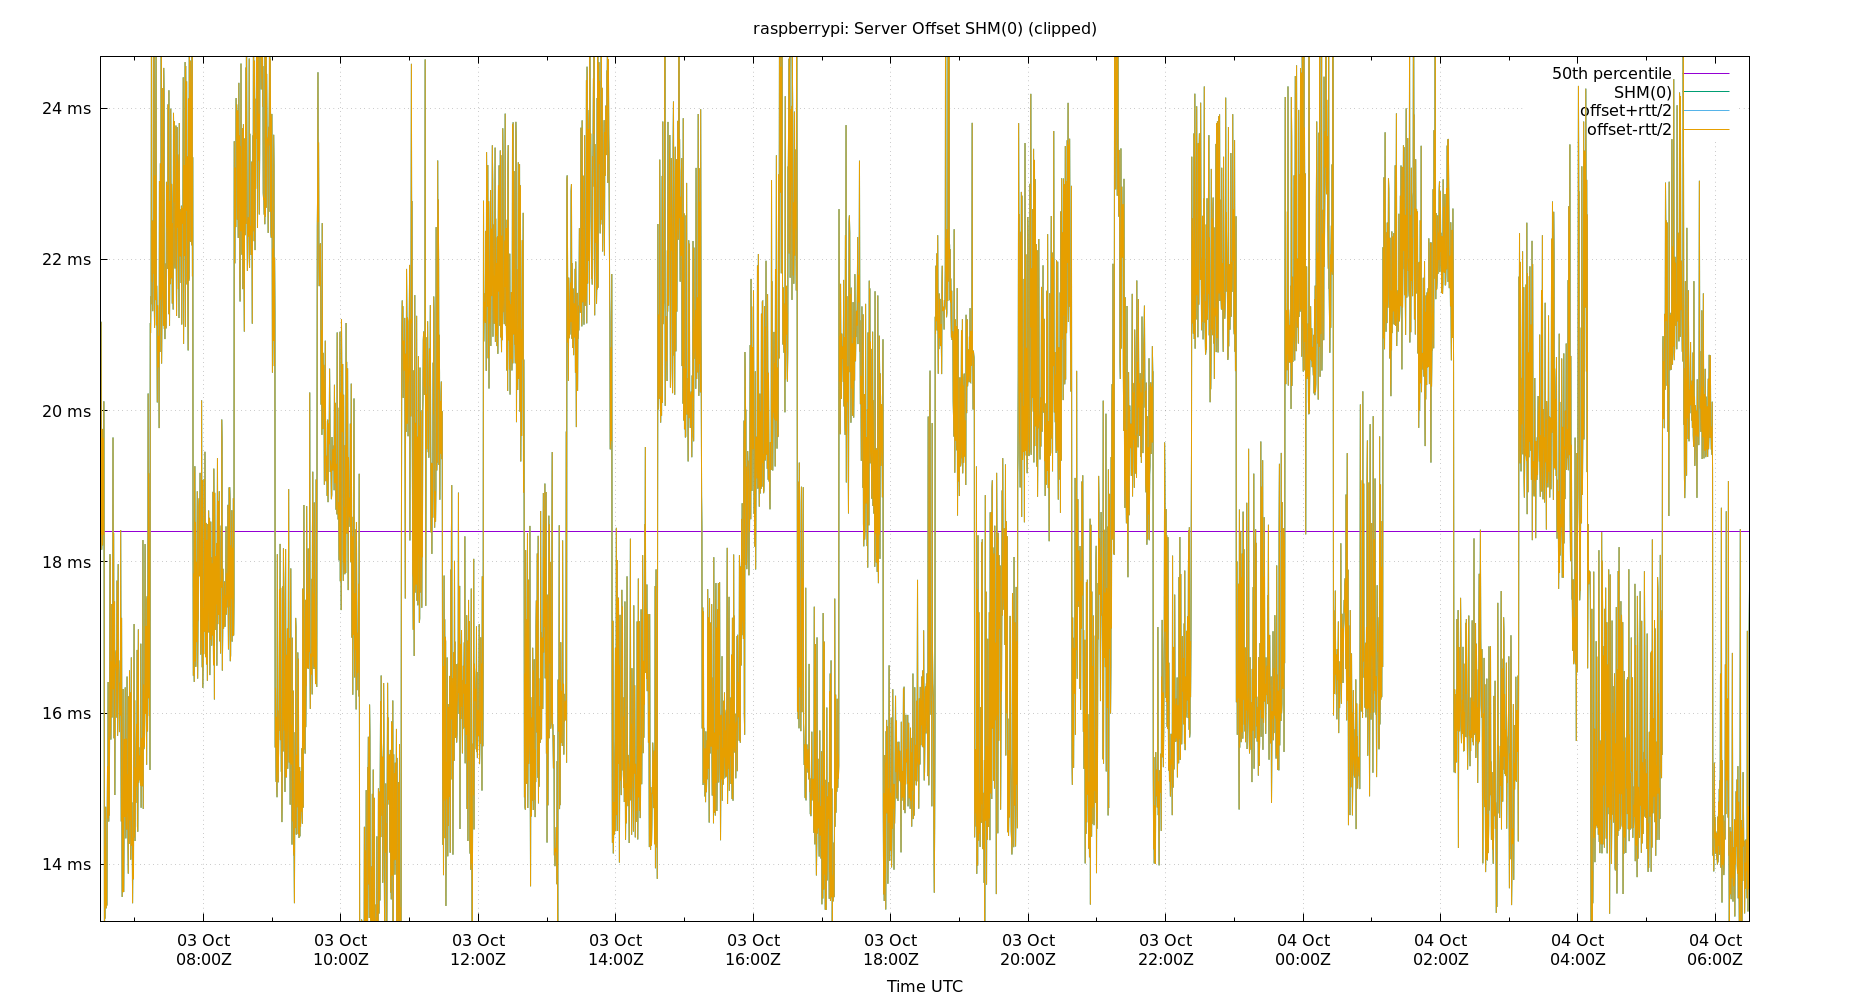 raspberrypi: Server Offset SHM(0) (clipped)
50th percentile
SHM(0)
offset+rtt/2
offset-rtt/2
24 ms
22 ms
20 ms
18 ms
16 ms
14 ms
03 Oct 03 Oct 03 Oct 03 Oct 03 Oct 03 Oct 03 Oct 03 Oct 04 Oct 04 Oct 04 Oct 04 Oct
08:00Z 10:00Z 12:00Z 14:00Z 16:00Z 18:00Z 20:00Z 22:00Z 00:00Z 02:00Z 04:00Z 06:00Z
Time UTC